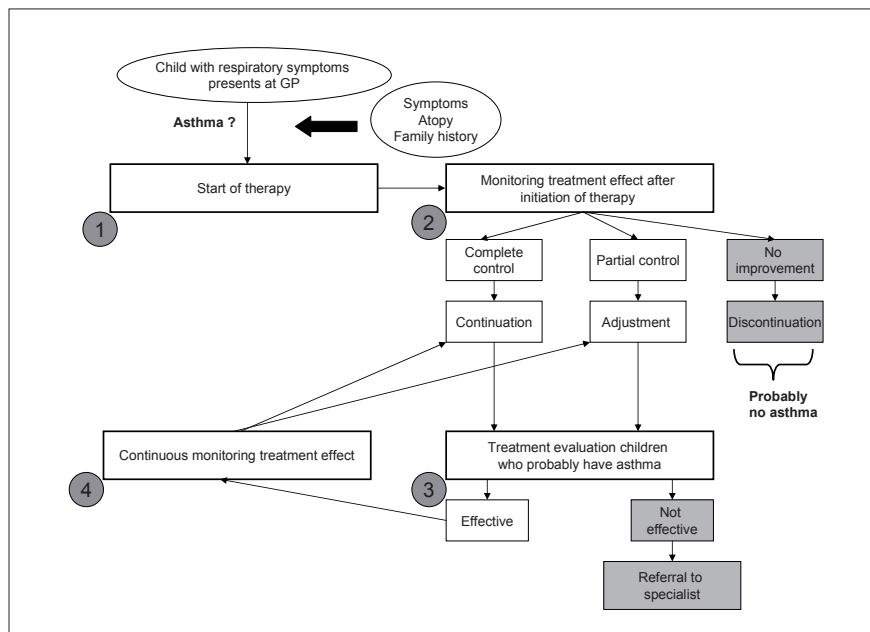 Child with respiratory symptoms
presents at GP
Asthma ?
Symptoms
Atopy
Family history
Start of therapy
1
Monitoring treatment effect after
initiation of therapy
2
Complete
control
Partial control
No
improvement
Continuation
Adjustment
Discontinuation
Probably
no asthma
Continuous monitoring treatment effect
4
Treatment evaluation children
who probably have asthma
3
Effective
Not
effective
Referral to
specialist